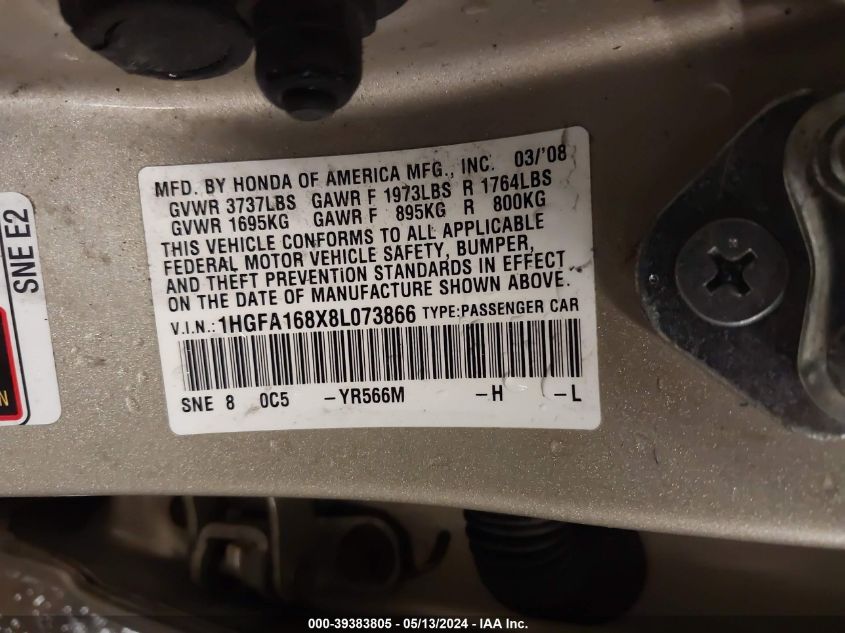 MFD. BY HONDA OF AMERICA MFG., INC. 03/'08
GVWR 3737LBS GAWR F 1973LBS R 1764LBS
GVWR 1695KG GAWR F 895KG R 800KG
THIS VEHICLE CONFORMS TO ALL APPLICABLE
FEDERAL MOTOR VEHICLE SAFETY, BUMPER,
AND THEFT PREVENTION STANDARDS IN EFFECT
ON THE DATE OF MANUFACTURE SHOWN ABOVE.
V.I.N.: 1HGFA168X8L073866 TYPE:PASSENGER CAR
SNE 8 0C5 -YR566M -H -L
SNE E2
000-39383805 - 05/13/2024 - IAA Inc.